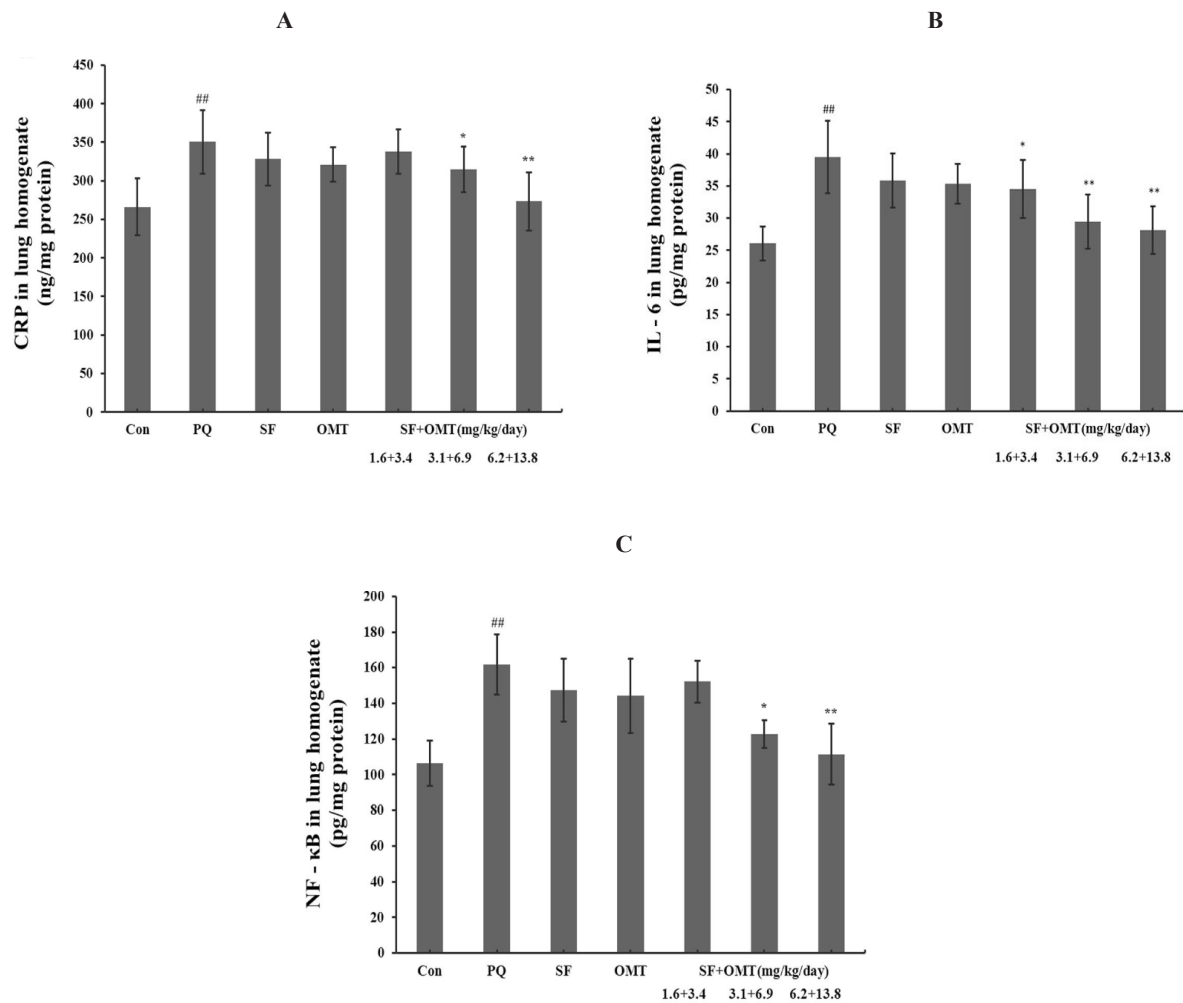 A
CRP in lung homogenate
(ng/mg protein)
450
400
350
300
250
200
150
100
50
0
##
*
**
Con PQ SF OMT SF+OMT(mg/kg/day)
1.6+3.4 3.1+6.9 6.2+13.8
B
IL - 6 in lung homogenate
(pg/mg protein)
50
45
40
35
30
25
20
15
10
5
0
##
*
**
**
Con PQ SF OMT SF+OMT(mg/kg/day)
1.6+3.4 3.1+6.9 6.2+13.8
C
NF - κB in lung homogenate
(pg/mg protein)
200
180
160
140
120
100
80
60
40
20
0
##
*
**
Con PQ SF OMT SF+OMT(mg/kg/day)
1.6+3.4 3.1+6.9 6.2+13.8